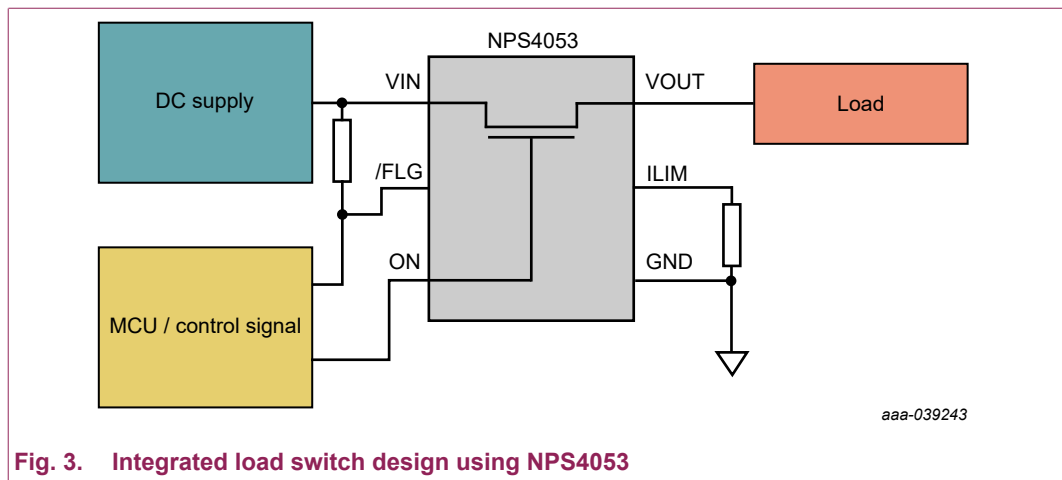 NPS4053
DC supply
VIN
VOUT
Load
/FLG
ILIM
ON
GND
MCU / control signal
aaa-039243
Fig. 3. Integrated load switch design using NPS4053